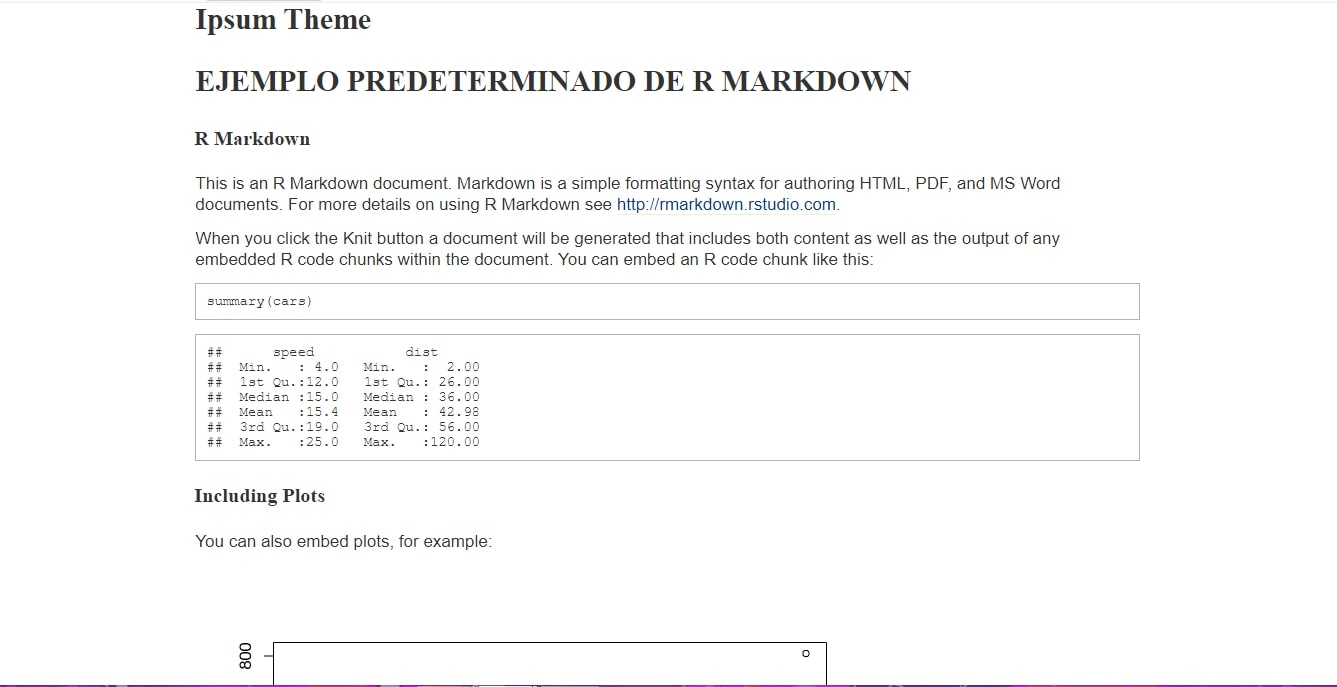 Ipsum Theme
EJEMPLO PREDETERMINADO DE R MARKDOWN
R Markdown
This is an R Markdown document. Markdown is a simple formatting syntax for authoring HTML, PDF, and MS Word
documents. For more details on using R Markdown see http://rmarkdown.rstudio.com.
When you click the Knit button a document will be generated that includes both content as well as the output of any
embedded R code chunks within the document. You can embed an R code chunk like this:
summary(cars)
##      speed           dist
##  Min.   : 4.0   Min.   :  2.00
##  1st Qu.:12.0   1st Qu.: 26.00
##  Median :15.0   Median : 36.00
##  Mean   :15.4   Mean   : 42.98
##  3rd Qu.:19.0   3rd Qu.: 56.00
##  Max.   :25.0   Max.   :120.00
Including Plots
You can also embed plots, for example:
800